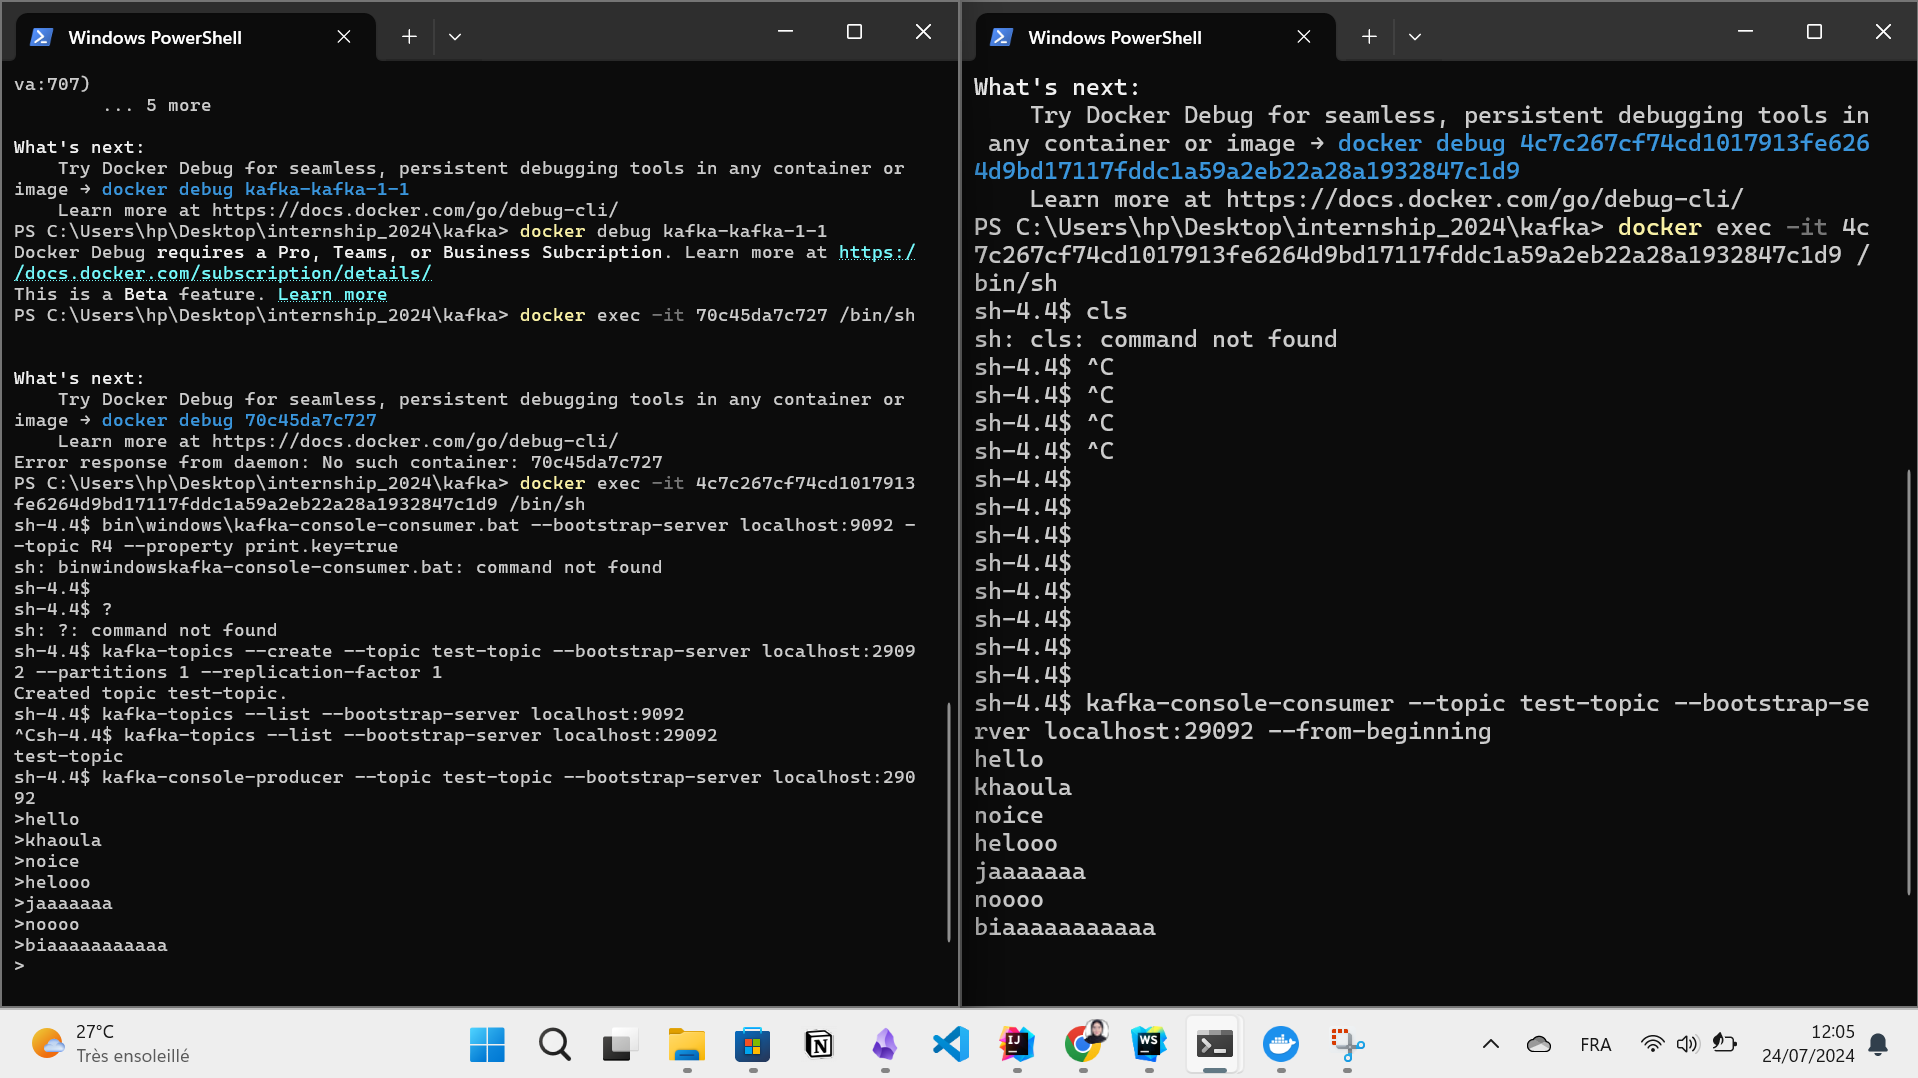 Windows PowerShell
va:707)
... 5 more
What's next:
Try Docker Debug for seamless, persistent debugging tools in any container or
image → docker debug kafka-kafka-1-1
Learn more at https://docs.docker.com/go/debug-cli/
PS C:\Users\hp\Desktop\internship_2024\kafka> docker debug kafka-kafka-1-1
Docker Debug requires a Pro, Teams, or Business Subcription. Learn more at https:/
/docs.docker.com/subscription/details/
This is a Beta feature. Learn more
PS C:\Users\hp\Desktop\internship_2024\kafka> docker exec -it 70c45da7c727 /bin/sh
What's next:
Try Docker Debug for seamless, persistent debugging tools in any container or
image → docker debug 70c45da7c727
Learn more at https://docs.docker.com/go/debug-cli/
Error response from daemon: No such container: 70c45da7c727
PS C:\Users\hp\Desktop\internship_2024\kafka> docker exec -it 4c7c267cf74cd1017913
fe6264d9bd17117fddc1a59a2eb22a28a1932847c1d9 /bin/sh
sh-4.4$ bin\windows\kafka-console-consumer.bat --bootstrap-server localhost:9092 -
-topic R4 --property print.key=true
sh: binwindowskafka-console-consumer.bat: command not found
sh-4.4$
sh-4.4$ ?
sh: ?: command not found
sh-4.4$ kafka-topics --create --topic test-topic --bootstrap-server localhost:2909
2 --partitions 1 --replication-factor 1
Created topic test-topic.
sh-4.4$ kafka-topics --list --bootstrap-server localhost:9092
^Csh-4.4$ kafka-topics --list --bootstrap-server localhost:29092
test-topic
sh-4.4$ kafka-console-producer --topic test-topic --bootstrap-server localhost:290
92
>hello
>khaoula
>noice
>helooo
>jaaaaaaa
>noooo
>biaaaaaaaaaaa
>
Windows PowerShell
What's next:
Try Docker Debug for seamless, persistent debugging tools in
any container or image → docker debug 4c7c267cf74cd1017913fe626
4d9bd17117fddc1a59a2eb22a28a1932847c1d9
Learn more at https://docs.docker.com/go/debug-cli/
PS C:\Users\hp\Desktop\internship_2024\kafka> docker exec -it 4c
7c267cf74cd1017913fe6264d9bd17117fddc1a59a2eb22a28a1932847c1d9 /
bin/sh
sh-4.4$ cls
sh: cls: command not found
sh-4.4$ ^C
sh-4.4$ ^C
sh-4.4$ ^C
sh-4.4$ ^C
sh-4.4$
sh-4.4$
sh-4.4$
sh-4.4$
sh-4.4$
sh-4.4$
sh-4.4$
sh-4.4$
sh-4.4$ kafka-console-consumer --topic test-topic --bootstrap-se
rver localhost:29092 --from-beginning
hello
khaoula
noice
helooo
jaaaaaaa
noooo
biaaaaaaaaaaa
27°C
Très ensoleillé
IJ
WS
FRA
12:05
24/07/2024